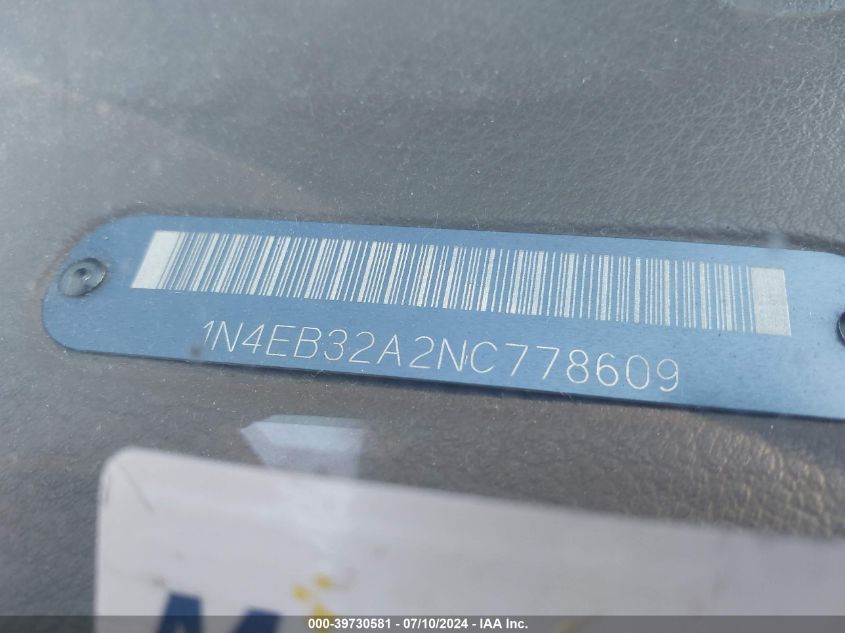 1N4EB32A2NC778609
M
000-39730581 - 07/10/2024 - IAA Inc.